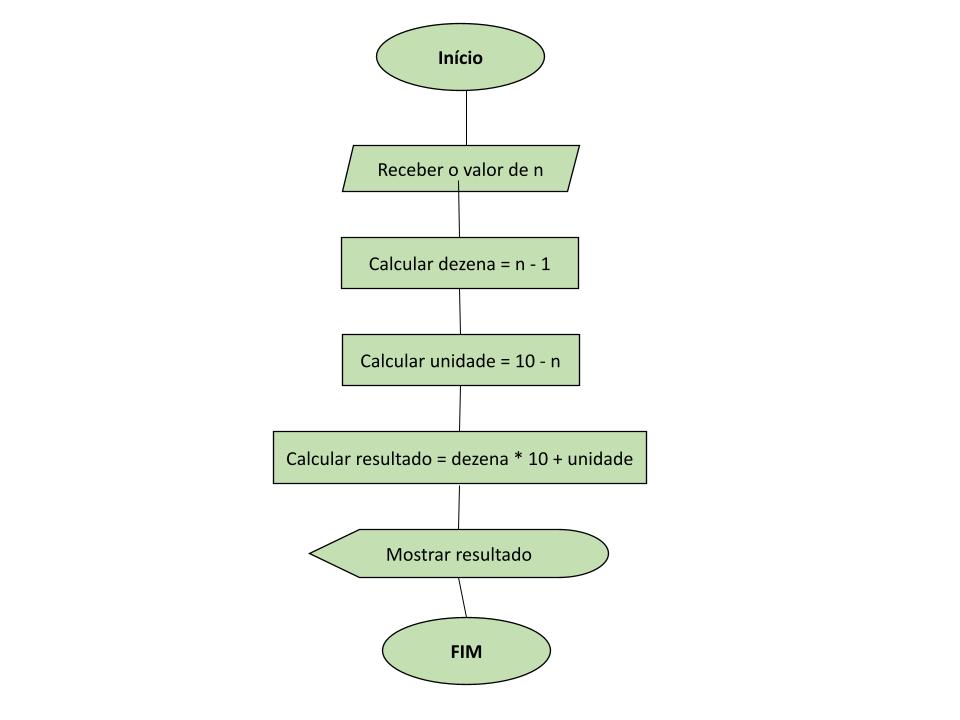 Início
Receber o valor de n
Calcular dezena = n - 1
Calcular unidade = 10 - n
Calcular resultado = dezena * 10 + unidade
Mostrar resultado
FIM